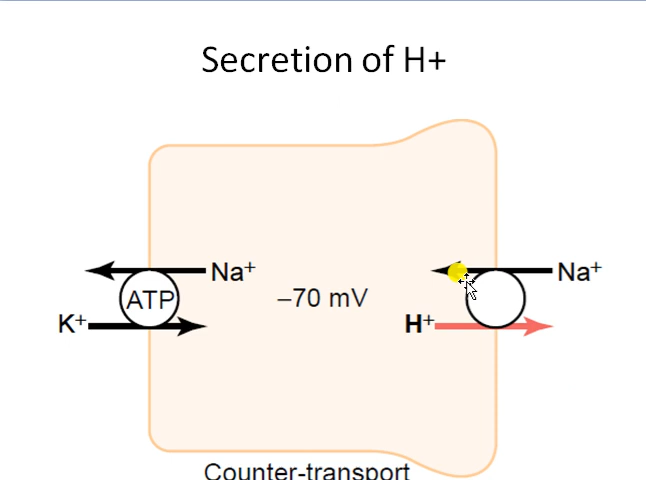 Secretion of H+
Na⁺ Na⁺
ATP −70 mV
K⁺ H⁺
Counter-transport